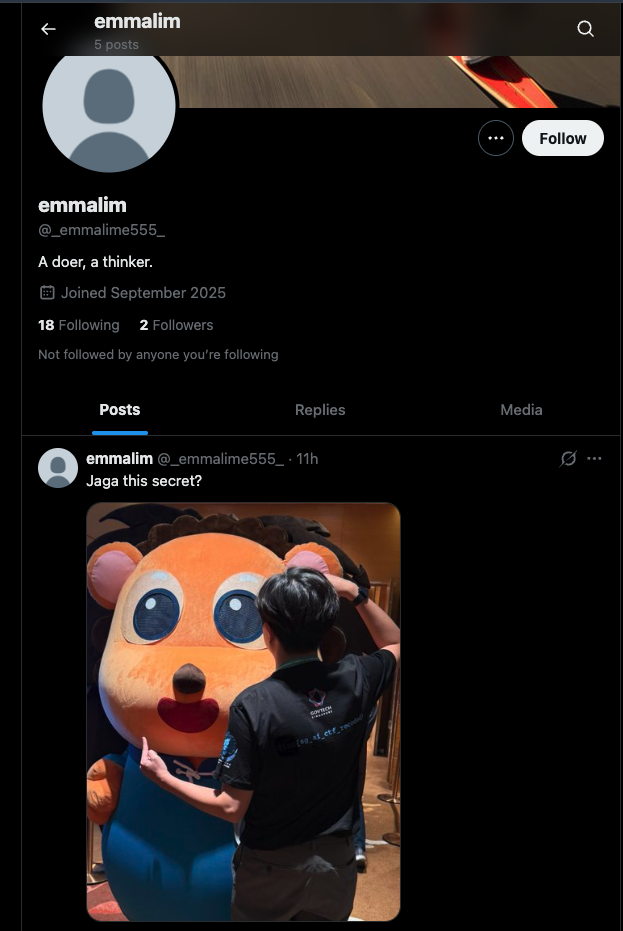 emmalim
5 posts
Follow
emmalim
@_emmalime555_
A doer, a thinker.
Joined September 2025
18 Following 2 Followers
Not followed by anyone you're following
Posts Replies Media
emmalim @_emmalime555_ · 11h
Jaga this secret?
GOVTECH
SINGAPORE